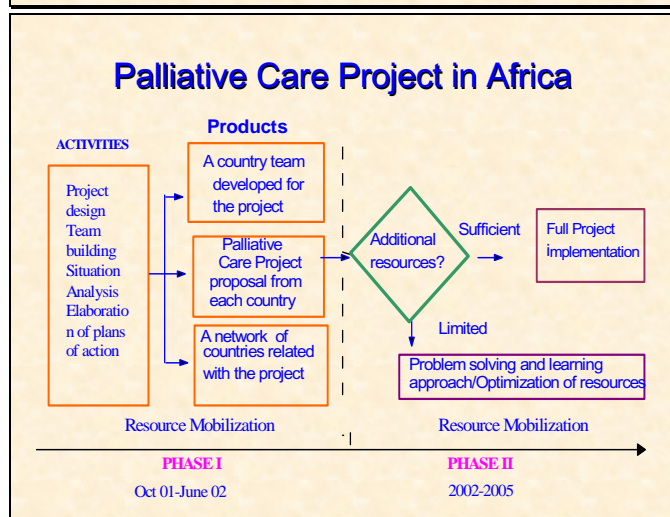 Palliative Care Project in Africa
Products
ACTIVITIES
Project
design
Team
building
Situation
Analysis
Elaboratio
n of plans
of action
A country team
developed for
the project
Palliative
Care Project
proposal from
each country
A network of
countries related
with the project
Additional
resources?
Sufficient
Full Project
implementation
Limited
Problem solving and learning
approach/Optimization of resources
Resource Mobilization
Resource Mobilization
PHASE I
PHASE II
Oct 01-June 02
2002-2005